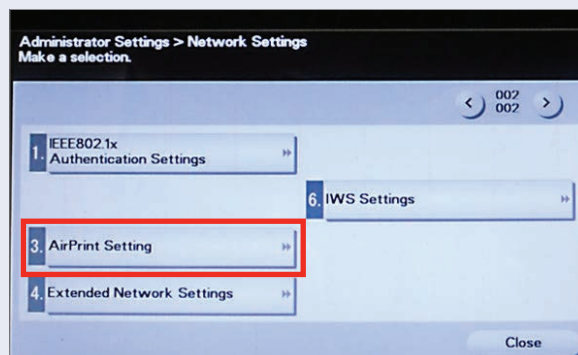 Administrator Settings > Network Settings
Make a selection.
002
002
1. IEEE802.1x
Authentication Settings
6. IWS Settings
3. AirPrint Setting
4. Extended Network Settings
Close